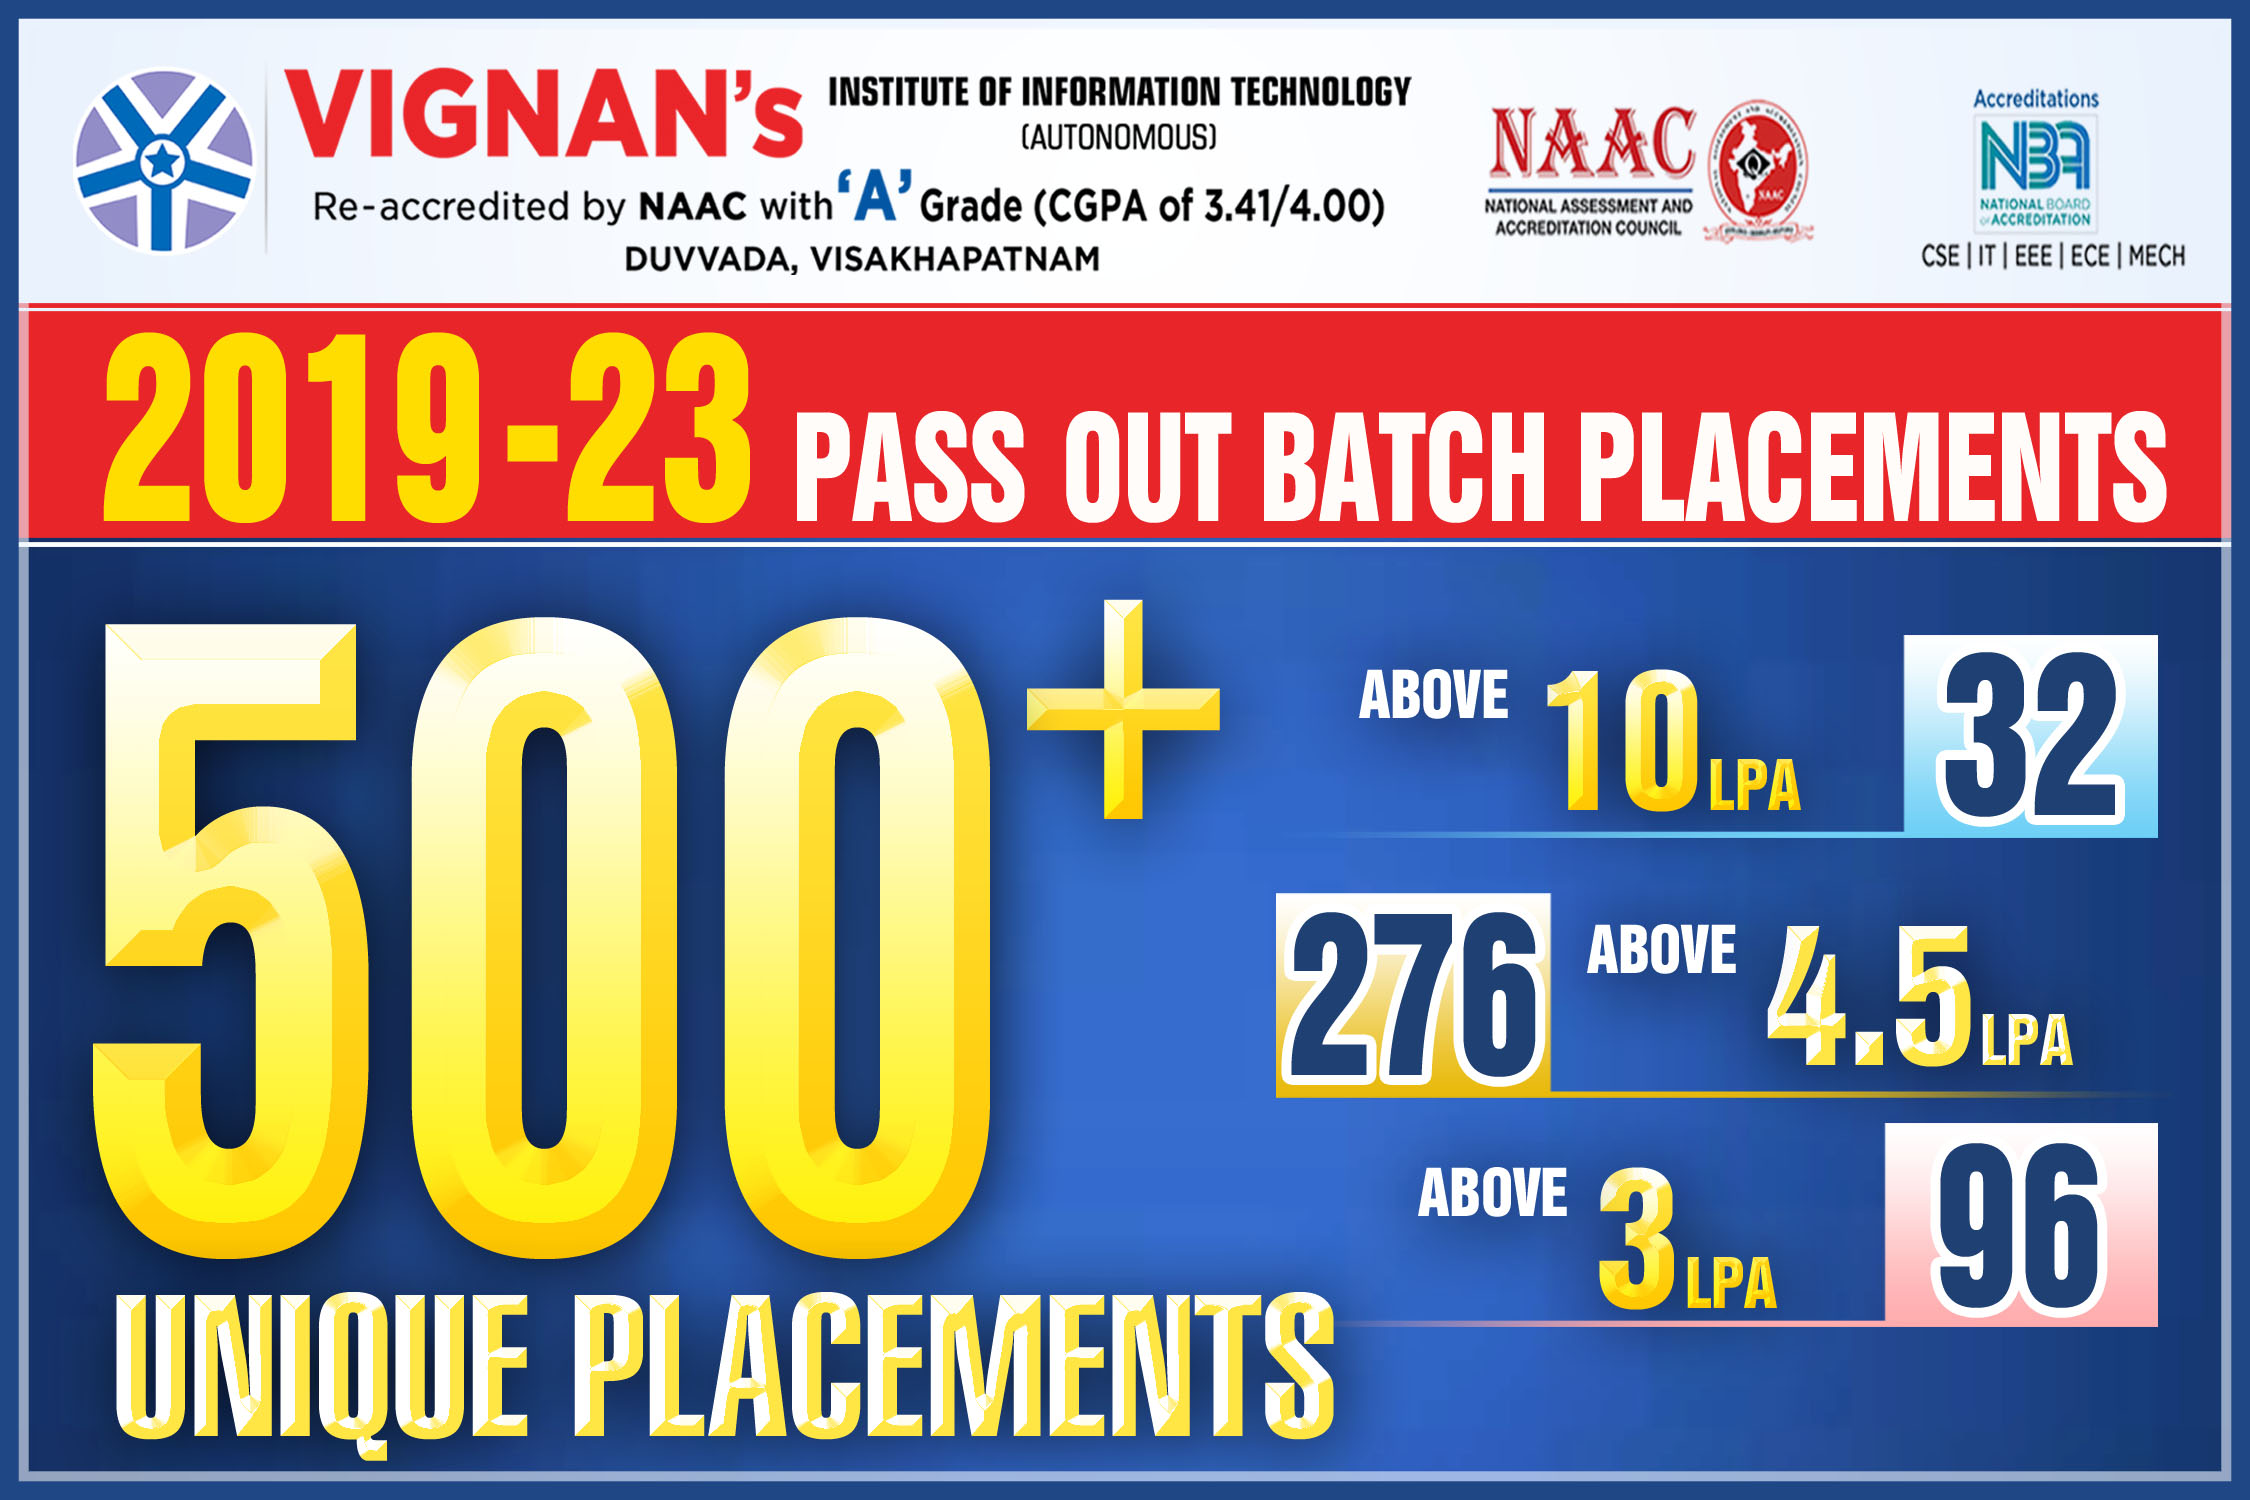 VIGNAN's INSTITUTE OF INFORMATION TECHNOLOGY
(AUTONOMOUS)
Re-accredited by NAAC with 'A' Grade (CGPA of 3.41/4.00)
DUVVADA, VISAKHAPATNAM
NAAC
NATIONAL ASSESSMENT AND
ACCREDITATION COUNCIL
NAAC
Accreditations
NBA
NATIONAL BOARD
of ACCREDITATION
CSE | IT | EEE | ECE | MECH
2019-23 PASS OUT BATCH PLACEMENTS
500+
UNIQUE PLACEMENTS
ABOVE 10 LPA 32
276 ABOVE 4.5 LPA
ABOVE 3 LPA 96